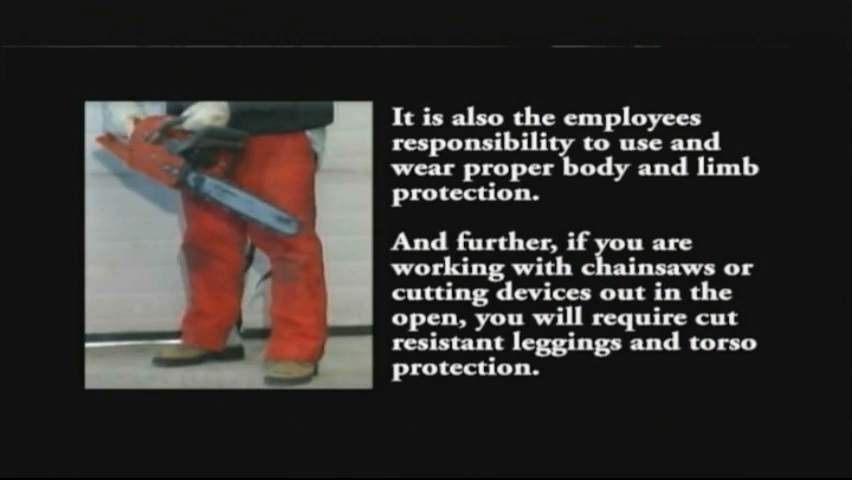 It is also the employees
responsibility to use and
wear proper body and limb
protection.
And further, if you are
working with chainsaws or
cutting devices out in the
open, you will require cut
resistant leggings and torso
protection.